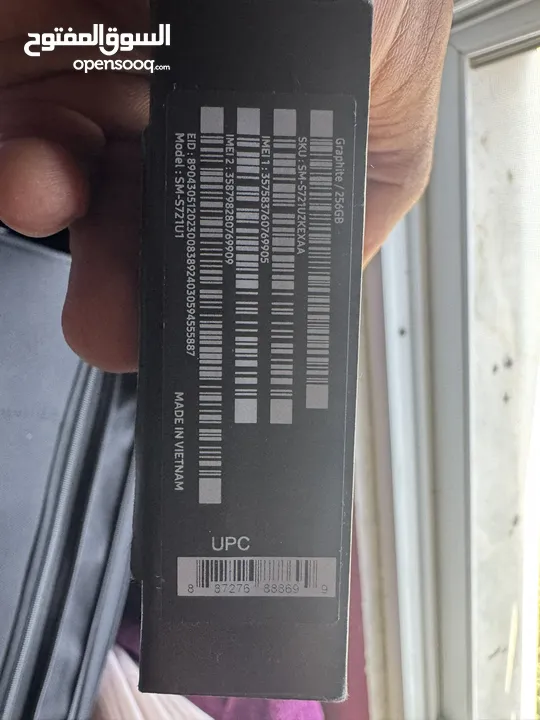 السوق المفتوح
opensooq.com
Graphite / 256GB
SKU : SM-S721UZKEXAA
IMEI 1 : 357583760769905
IMEI 2 : 358798280769909
EID : 89043051202300838924030594555887
Model : SM-S721U1
MADE IN VIETNAM
UPC
8 87276 88869 9